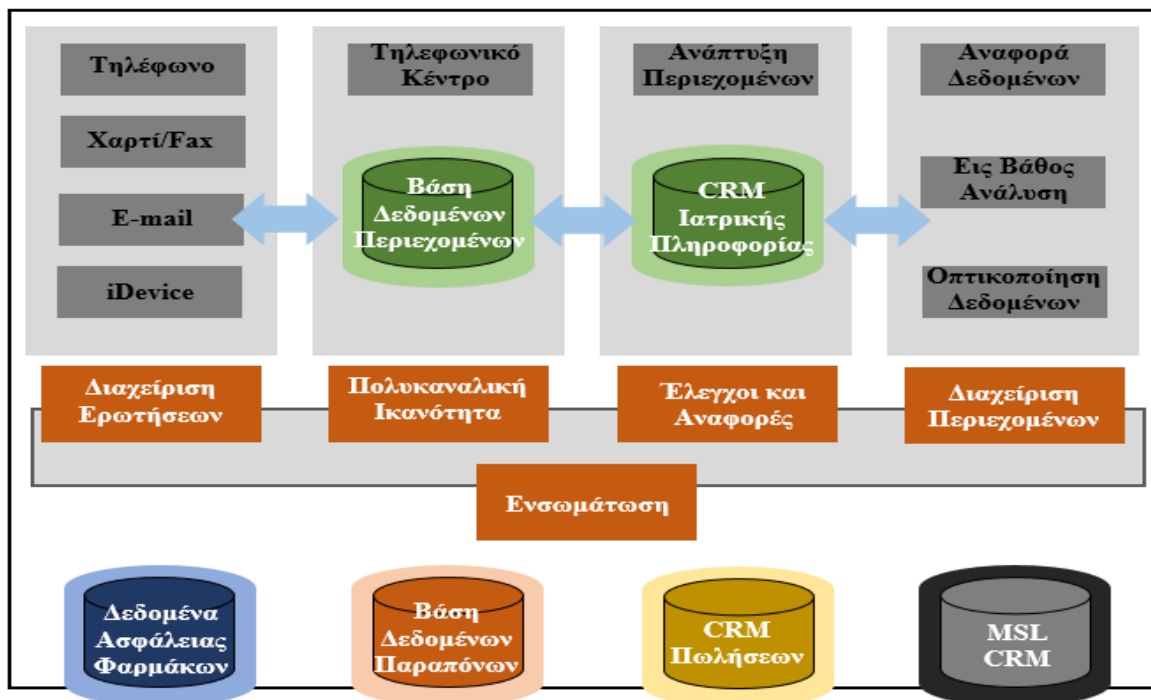 Τηλέφωνο
Χαρτί/Fax
E-mail
iDevice
Τηλεφωνικό
Κέντρο
Βάση
Δεδομένων
Περιεχομένων
Ανάπτυξη
Περιεχομένων
CRM
Ιατρικής
Πληροφορίας
Αναφορά
Δεδομένων
Εις Βάθος
Ανάλυση
Οπτικοποίηση
Δεδομένων
Διαχείριση
Ερωτήσεων
Πολυκαναλική
Ικανότητα
Έλεγχοι και
Αναφορές
Διαχείριση
Περιεχομένων
Ενσωμάτωση
Δεδομένα
Ασφάλειας
Φαρμάκων
Βάση
Δεδομένων
Παραπόνων
CRM
Πωλήσεων
MSL
CRM